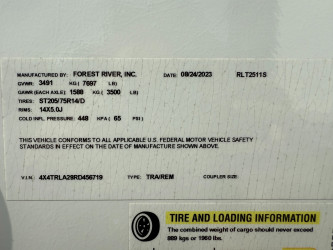 MANUFACTURED BY: FOREST RIVER, INC. DATE: 08/24/2023 RLT2511S
GVWR: 3491 KG ( 7697 LB)
GAWR (EACH AXLE): 1588 KG ( 3500 LB)
TIRES: ST205/75R14/D
RIMS: 14X5.0J
COLD INFL. PRESSURE: 448 KPA ( 65 PSI)
THIS VEHICLE CONFORMS TO ALL APPLICABLE U.S. FEDERAL MOTOR VEHICLE SAFETY
STANDARDS IN EFFECT ON THE DATE OF MANUFACTURE SHOWN ABOVE.
V.I.N. 4X4TRLA29RD456719 TYPE: TRA/REM COUPLER SIZE:
TIRE AND LOADING INFORMATION
The combined weight of cargo should never exceed
889 kgs or 1960 lbs.